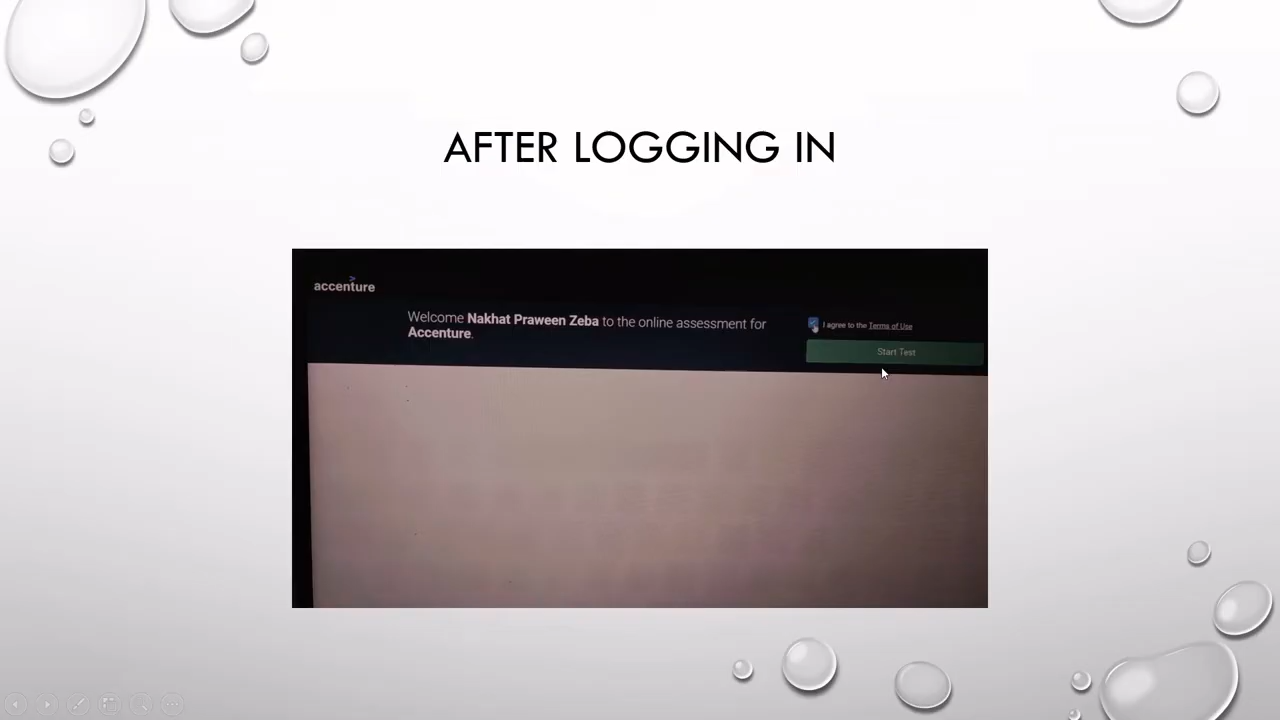 AFTER LOGGING IN
accenture
Welcome Nakhat Praween Zeba to the online assessment for
Accenture.
I agree to the Terms of Use
Start Test